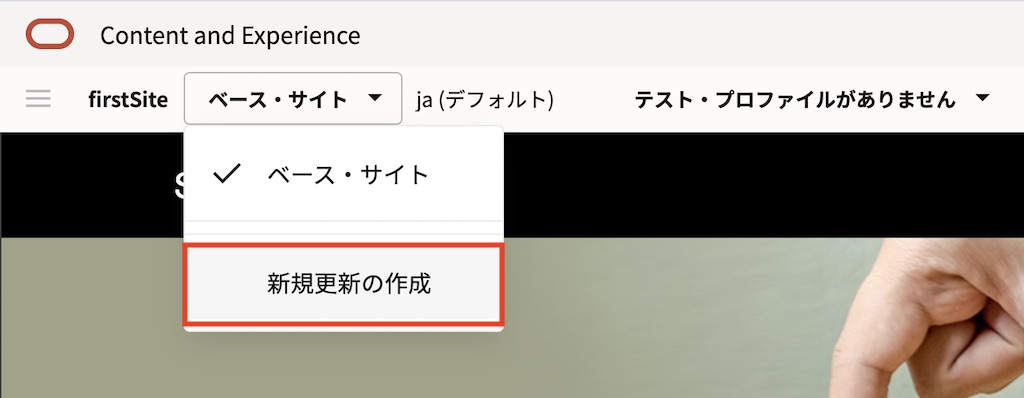 Content and Experience
firstSite ベース・サイト ja (デフォルト) テスト・プロファイルがありません
ベース・サイト
新規更新の作成